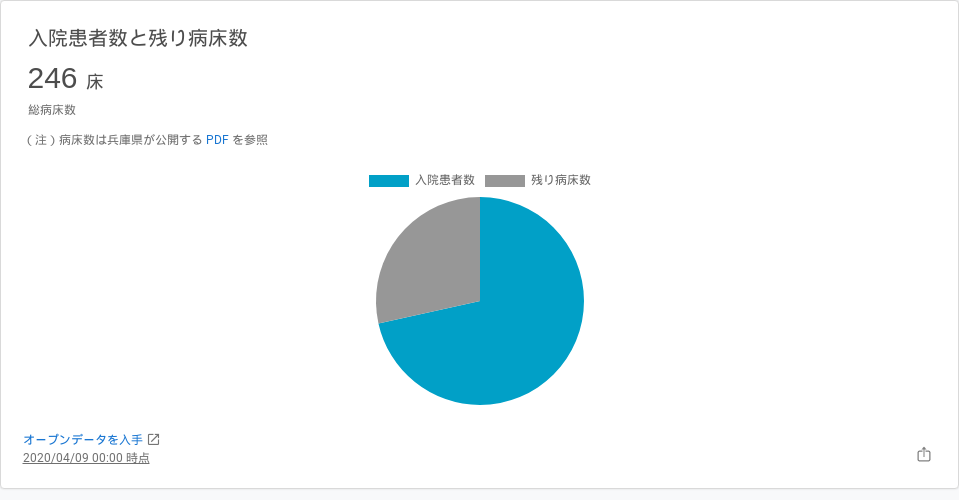 入院患者数と残り病床数
246 床
総病床数
（注）病床数は兵庫県が公開する PDF を参照
入院患者数 残り病床数
オープンデータを入手
2020/04/09 00:00 時点